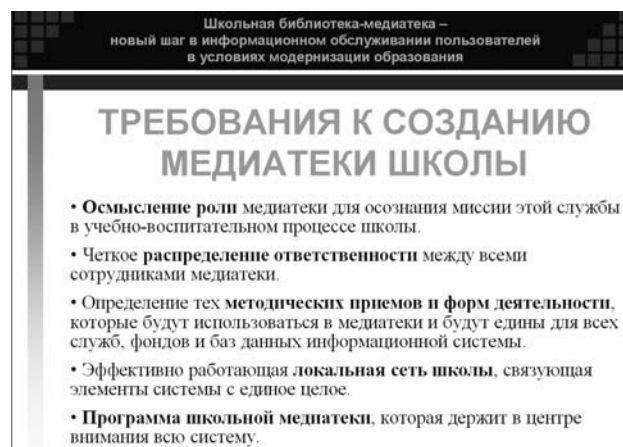 Школьная библиотека-медиатека –
новый шаг в информационном обслуживании пользователей
в условиях модернизации образования
ТРЕБОВАНИЯ К СОЗДАНИЮ
МЕДИАТЕКИ ШКОЛЫ
• Осмысление роли медиатеки для осознания миссии этой службы
в учебно-воспитательном процессе школы.
• Четкое распределение ответственности между всеми
сотрудниками медиатеки.
• Определение тех методических приемов и форм деятельности,
которые будут использоваться в медиатеки и будут едины для всех
служб, фондов и баз данных информационной системы.
• Эффективно работающая локальная сеть школы, связующая
элементы системы с единое целое.
• Программа школьной медиатеки, которая держит в центре
внимания всю систему.